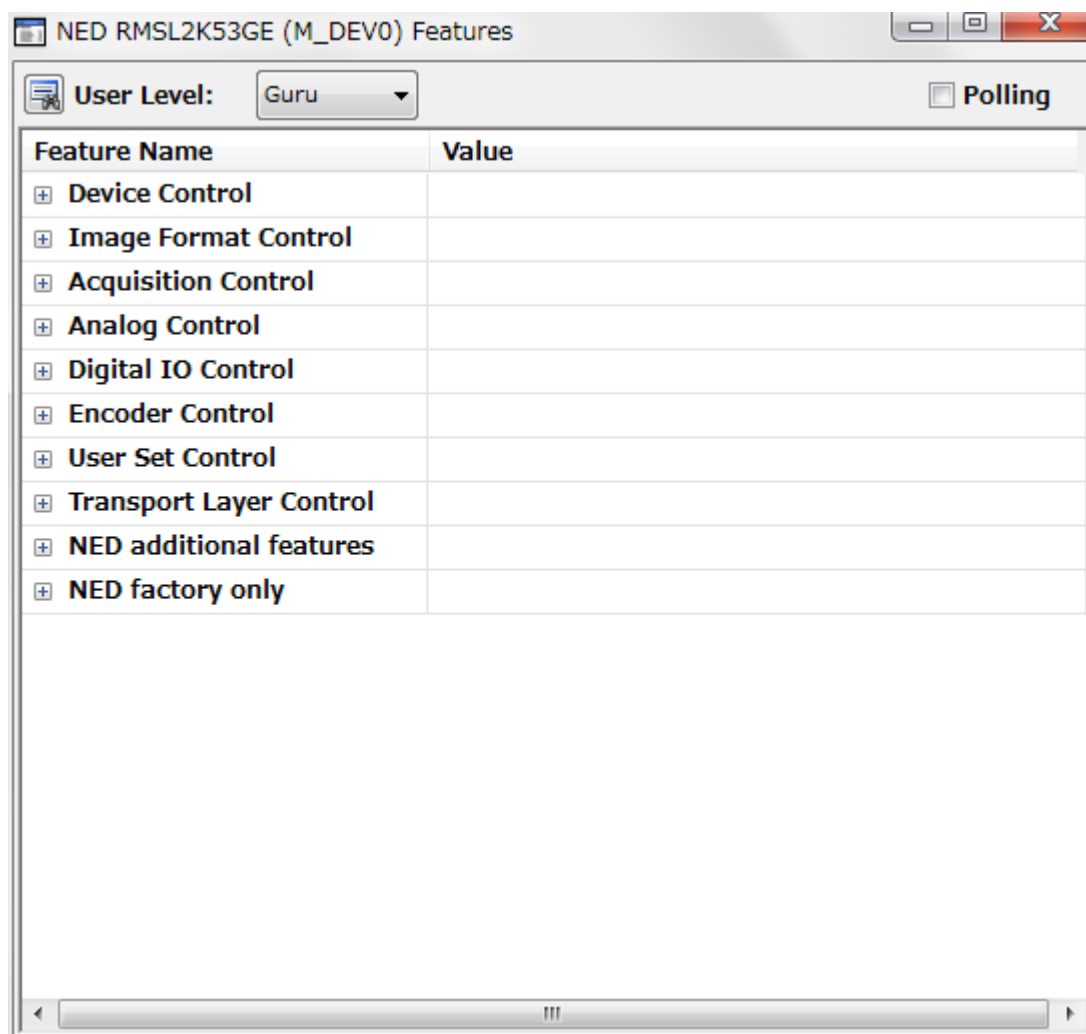 NED RMSL2K53GE (M_DEV0) Features
User Level: Guru Polling
Feature Name Value
Device Control
Image Format Control
Acquisition Control
Analog Control
Digital IO Control
Encoder Control
User Set Control
Transport Layer Control
NED additional features
NED factory only